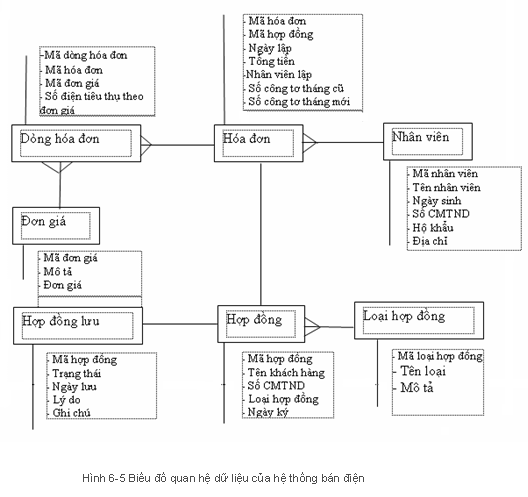 -Mã dòng hóa đơn
- Mã hóa đơn
- Mã đơn giá
- Số điện tiêu thụ theo
đơn giá
- Mã hóa đơn
- Mã hợp đồng
- Ngày lập
- Tổng tiền
-Nhân viên lập
- Số công tơ tháng cũ
- Số công tơ tháng mới
Dòng hóa đơn
Hóa đơn
Nhân viên
- Mã nhân viên
- Tên nhân viên
- Ngày sinh
- Số CMTND
- Hộ khẩu
- Địa chỉ
Đơn giá
- Mã đơn giá
- Mô tả
- Đơn giá
Hợp đồng lưu
Hợp đồng
Loại hợp đồng
- Mã hợp đồng
- Trạng thái
- Ngày lưu
- Lý do
- Ghi chú
- Mã hợp đồng
- Tên khách hàng
- Số CMTND
- Loại hợp đồng
- Ngày ký
- Mã loại hợp đồng
- Tên loại
- Mô tả
Hình 6-5 Biểu đồ quan hệ dữ liệu của hệ thống bán điện